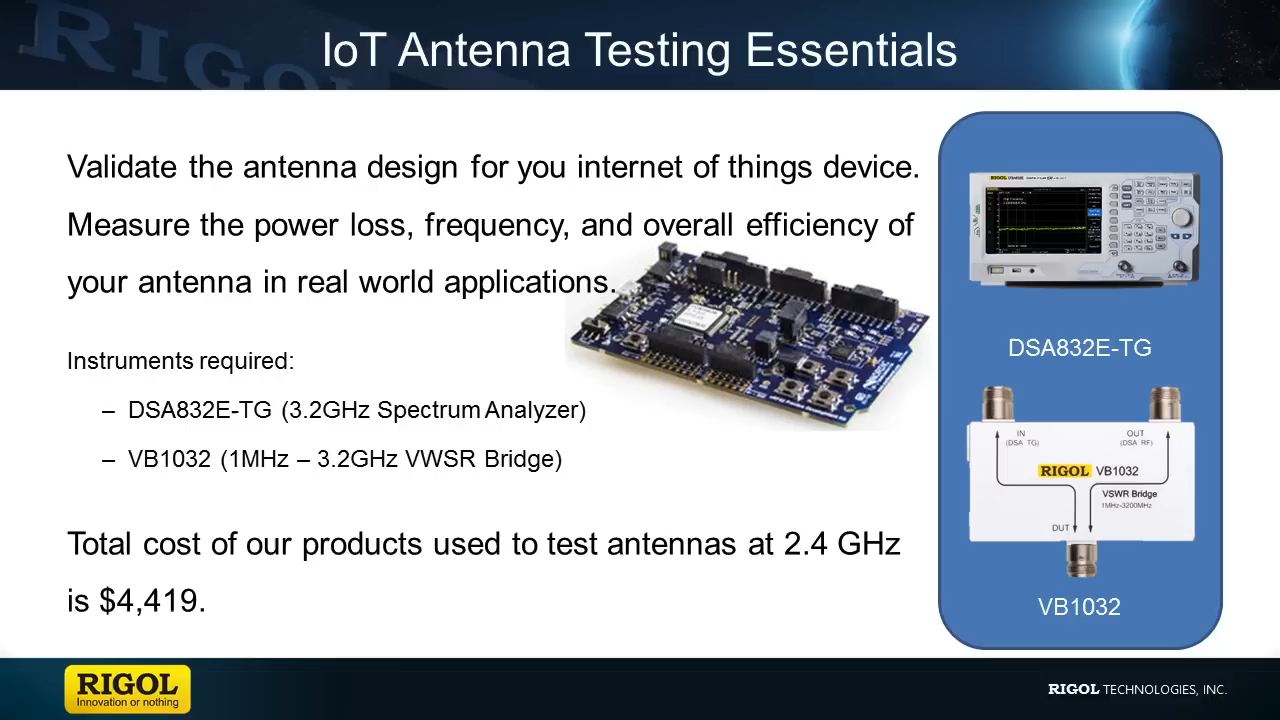 RIGOL
IoT Antenna Testing Essentials
Validate the antenna design for you internet of things device.
Measure the power loss, frequency, and overall efficiency of
your antenna in real world applications.
Instruments required:
– DSA832E-TG (3.2GHz Spectrum Analyzer)
– VB1032 (1MHz – 3.2GHz VWSR Bridge)
Total cost of our products used to test antennas at 2.4 GHz
is $4,419.
RIGOL
DSA832E-TG
IN
(DSA TG)
OUT
(DSA RF)
RIGOL VB1032
VSWR Bridge
1MHz-3200MHz
DUT
VB1032
RIGOL
Innovation or nothing
RIGOL TECHNOLOGIES, INC.